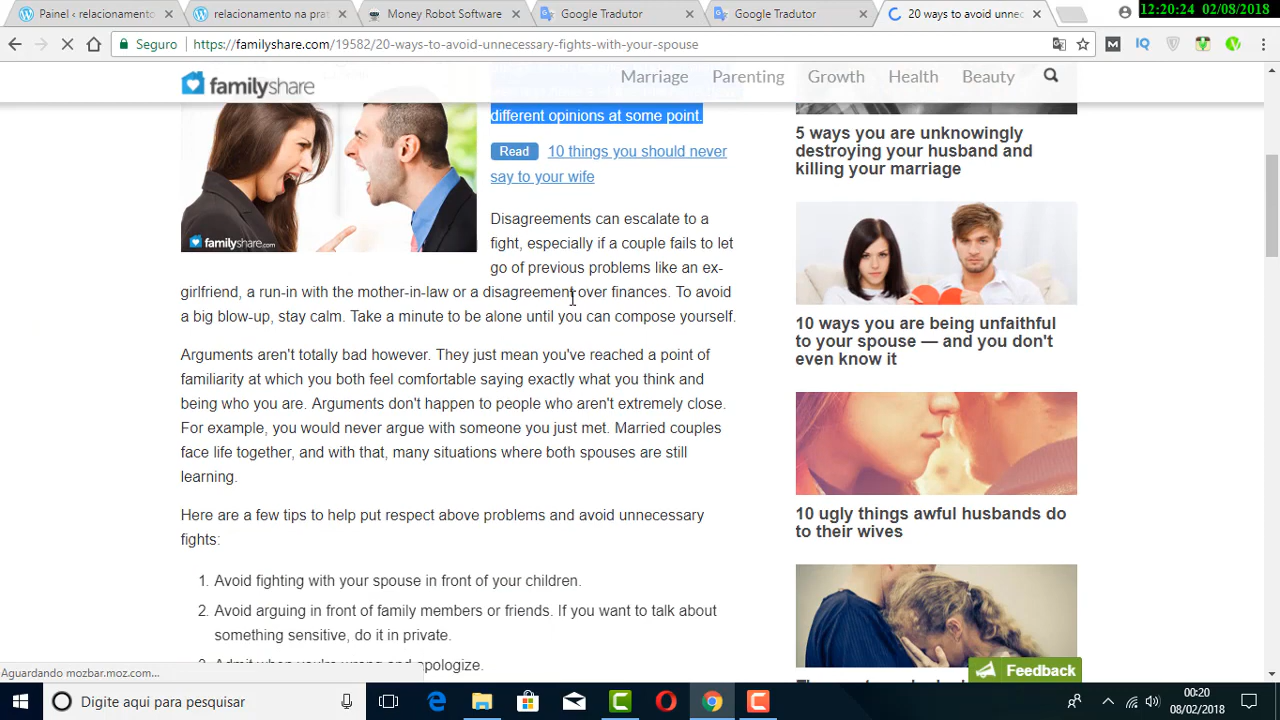 Painel ‹ relacionamento
relacionamento na prat
Money Robot Software
Google Tradutor
Google Tradutor
20 ways to avoid unnec
12:20:24 02/08/2018
Seguro
https://familyshare.com/19582/20-ways-to-avoid-unnecessary-fights-with-your-spouse
familyshare
Marriage Parenting Growth Health Beauty
different opinions at some point.
Read 10 things you should never
say to your wife
familyshare.com
Disagreements can escalate to a
fight, especially if a couple fails to let
go of previous problems like an ex-
girlfriend, a run-in with the mother-in-law or a disagreement over finances. To avoid
a big blow-up, stay calm. Take a minute to be alone until you can compose yourself.
Arguments aren't totally bad however. They just mean you've reached a point of
familiarity at which you both feel comfortable saying exactly what you think and
being who you are. Arguments don't happen to people who aren't extremely close.
For example, you would never argue with someone you just met. Married couples
face life together, and with that, many situations where both spouses are still
learning.
Here are a few tips to help put respect above problems and avoid unnecessary
fights:
1. Avoid fighting with your spouse in front of your children.
2. Avoid arguing in front of family members or friends. If you want to talk about
something sensitive, do it in private.
3. Admit when you're wrong and apologize.
5 ways you are unknowingly
destroying your husband and
killing your marriage
10 ways you are being unfaithful
to your spouse — and you don't
even know it
10 ugly things awful husbands do
to their wives
Feedback
Aguardando mozbar.moz.com...
Digite aqui para pesquisar
00:20
08/02/2018